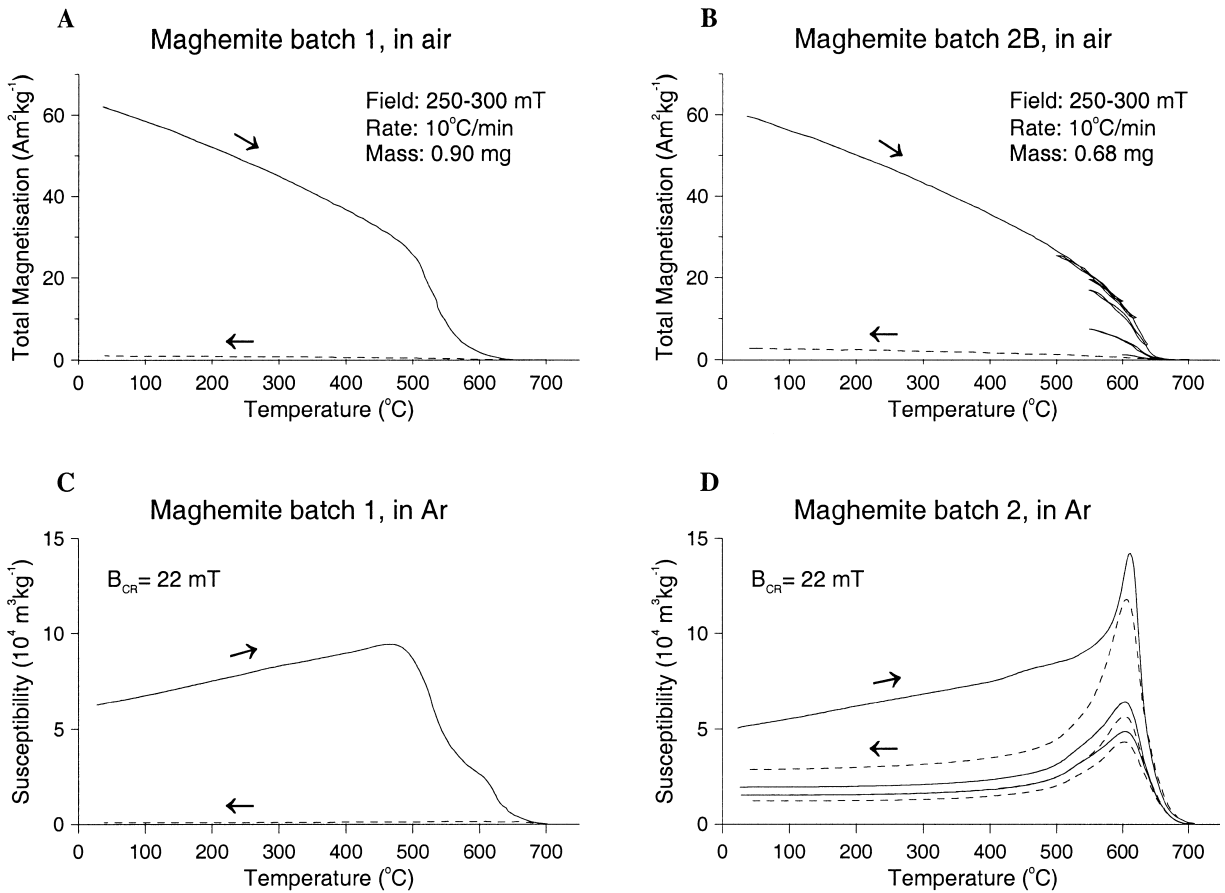 A
Maghemite batch 1, in air
Total Magnetisation (Am²kg⁻¹)
60
40
20
0
Field: 250-300 mT
Rate: 10°C/min
Mass: 0.90 mg
0 100 200 300 400 500 600 700
Temperature (°C)
B
Maghemite batch 2B, in air
Total Magnetisation (Am²kg⁻¹)
60
40
20
0
Field: 250-300 mT
Rate: 10°C/min
Mass: 0.68 mg
0 100 200 300 400 500 600 700
Temperature (°C)
C
Maghemite batch 1, in Ar
Susceptibility (10⁴ m³kg⁻¹)
15
10
5
0
B_CR= 22 mT
0 100 200 300 400 500 600 700
Temperature (°C)
D
Maghemite batch 2, in Ar
Susceptibility (10⁴ m³kg⁻¹)
15
10
5
0
B_CR= 22 mT
0 100 200 300 400 500 600 700
Temperature (°C)